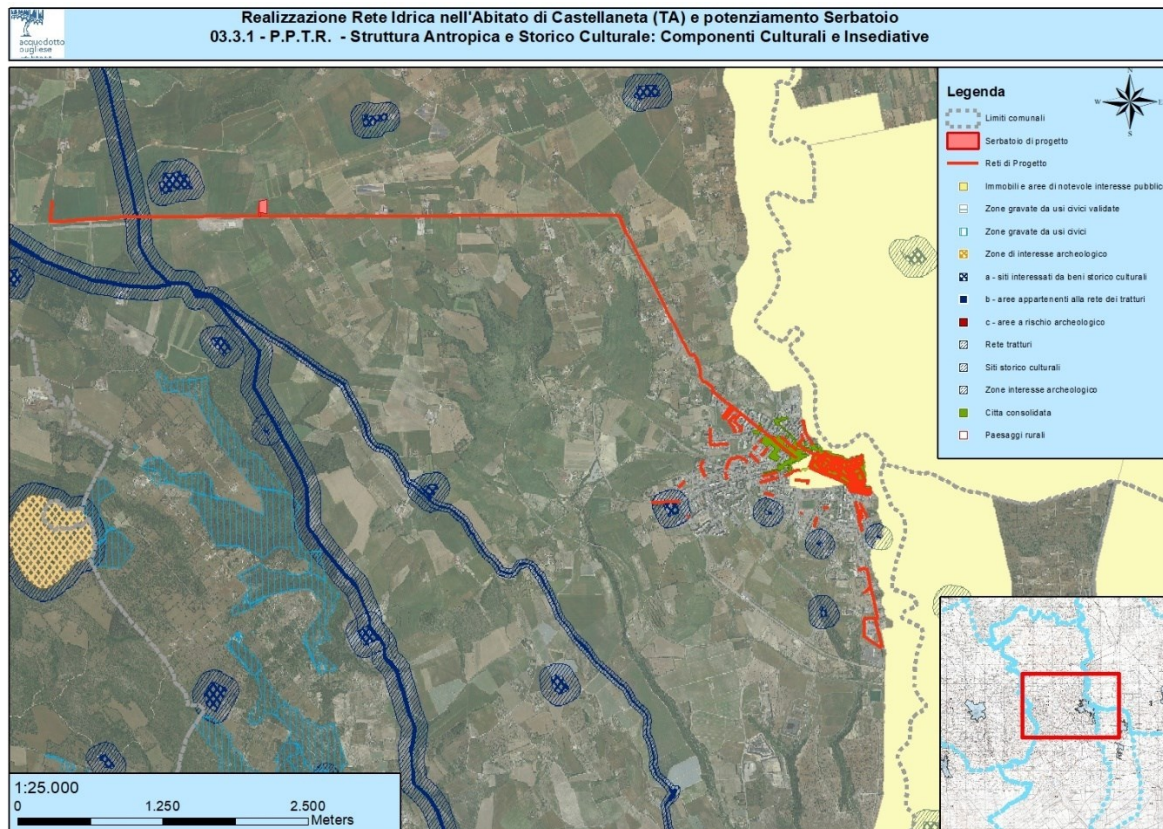 Realizzazione Rete Idrica nell'Abitato di Castellaneta (TA) e potenziamento Serbatoio
03.3.1 - P.P.T.R. - Struttura Antropica e Storico Culturale: Componenti Culturali e Insediative
acquedotto
pugliese
Legenda
Limiti comunali
Serbatoio di progetto
Reti di Progetto
Immobili e aree di notevole interesse pubblic
Zone gravate da usi civici validate
Zone gravate da usi civici
Zone di interesse archeologico
a - siti interessati da beni storico culturali
b - aree appartenenti alla rete dei tratturi
c - aree a rischio archeologico
Rete tratturi
Siti storico culturali
Zone interesse archeologico
Citta consolidata
Paesaggi rurali
N
W E
S
1:25.000
0 1.250 2.500
Meters